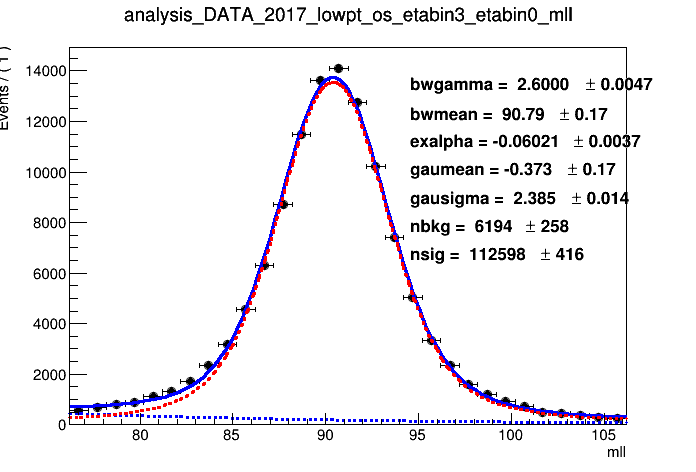 analysis_DATA_2017_lowpt_os_etabin3_etabin0_mll
Events / ( 1 )
14000
12000
10000
8000
6000
4000
2000
0
bwgamma = 2.6000 ± 0.0047
bwmean = 90.79 ± 0.17
exalpha = -0.06021 ± 0.0037
gaumean = -0.373 ± 0.17
gausigma = 2.385 ± 0.014
nbkg = 6194 ± 258
nsig = 112598 ± 416
80 85 90 95 100 105
mll